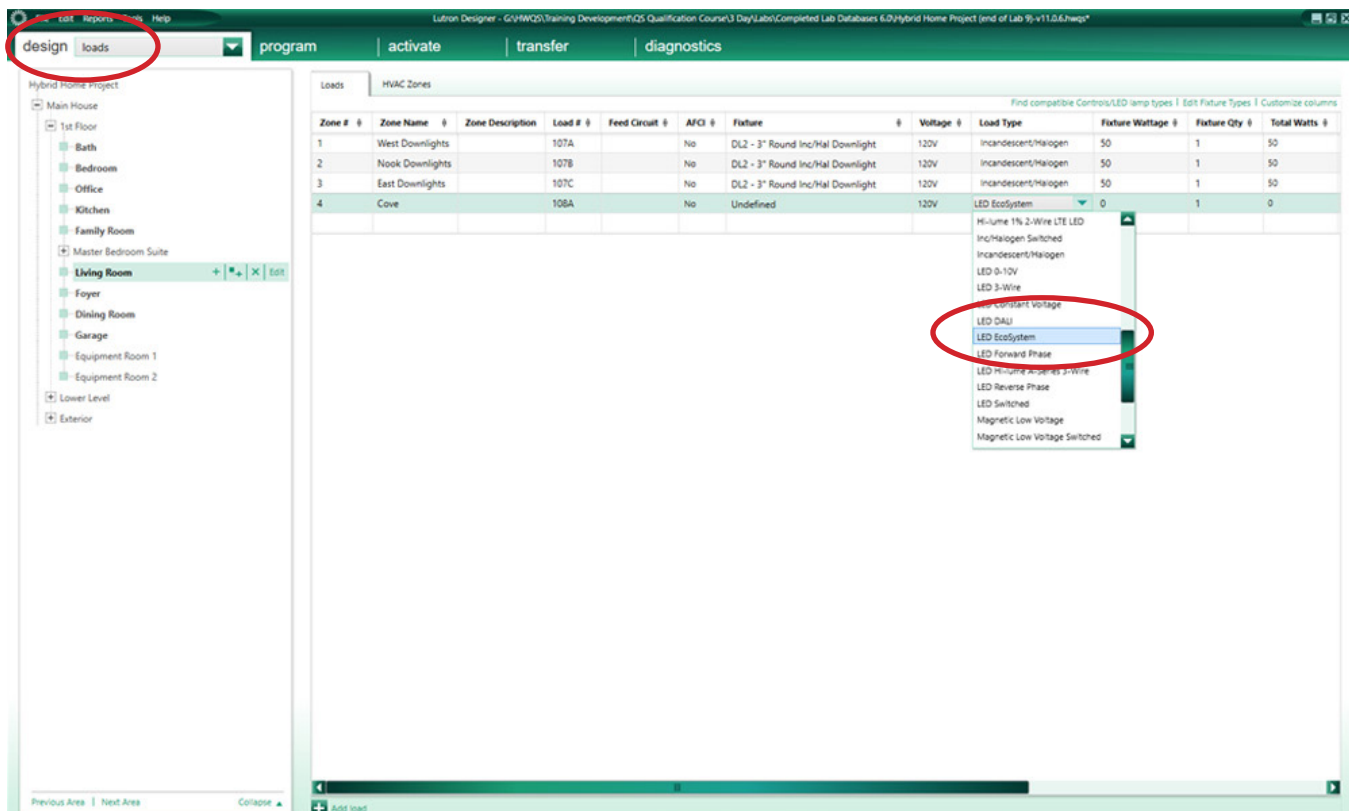 File Edit Reports Tools Help
Lutron Designer - G:\HWQS\Training Development\QS Qualification Course\3 Day\Labs\Completed Lab Databases 6.0\Hybrid Home Project (end of Lab 9)-v11.0.6.hwqs*
design loads program activate transfer diagnostics
Hybrid Home Project
Main House
1st Floor
Bath
Bedroom
Office
Kitchen
Family Room
Master Bedroom Suite
Living Room + + X Edit
Foyer
Dining Room
Garage
Equipment Room 1
Equipment Room 2
Lower Level
Exterior
Previous Area | Next Area Collapse
Loads HVAC Zones
Find compatible Controls/LED lamp types | Edit Fixture Types | Customize columns
Zone # Zone Name Zone Description Load # Feed Circuit AFCI Fixture Voltage Load Type Fixture Wattage Fixture Qty Total Watts
1 West Downlights 107A No DL2 - 3" Round Inc/Hal Downlight 120V Incandescent/Halogen 50 1 50
2 Nook Downlights 107B No DL2 - 3" Round Inc/Hal Downlight 120V Incandescent/Halogen 50 1 50
3 East Downlights 107C No DL2 - 3" Round Inc/Hal Downlight 120V Incandescent/Halogen 50 1 50
4 Cove 108A No Undefined 120V LED EcoSystem 0 1 0
Hi-lume 1% 2-Wire LTE LED
Inc/Halogen Switched
Incandescent/Halogen
LED 0-10V
LED 3-Wire
LED Constant Voltage
LED DALI
LED EcoSystem
LED Forward Phase
LED Hi-lume A-Series 3-Wire
LED Reverse Phase
LED Switched
Magnetic Low Voltage
Magnetic Low Voltage Switched
Add load